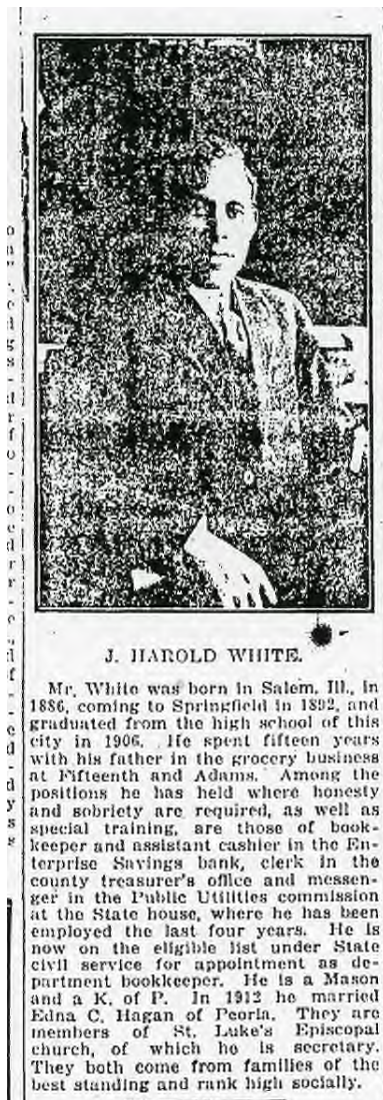 J. HAROLD WHITE.
Mr. White was born in Salem, Ill., in
1886, coming to Springfield in 1892, and
graduated from the high school of this
city in 1906. He spent fifteen years
with his father in the grocery business
at Fifteenth and Adams. Among the
positions he has held where honesty
and sobriety are required, as well as
special training, are those of book-
keeper and assistant cashier in the En-
terprise Savings bank, clerk in the
county treasurer's office and messen-
ger in the Public Utilities commission
at the State house, where he has been
employed the last four years. He is
now on the eligible list under State
civil service for appointment as de-
partment bookkeeper. He is a Mason
and a K. of P. In 1912 he married
Edna C. Hagan of Peoria. They are
members of St. Luke's Episcopal
church, of which he is secretary.
They both come from families of the
best standing and rank high socially.